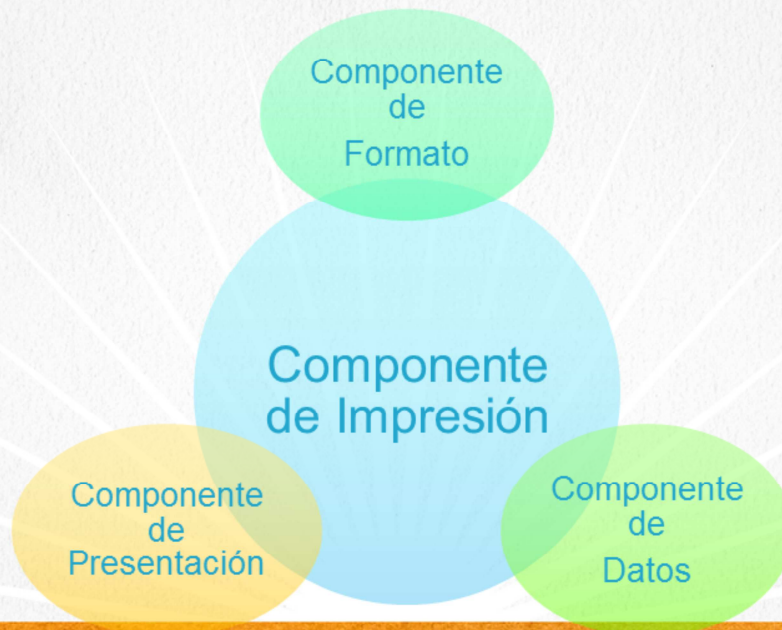 Componente
de
Formato
Componente
de Impresión
Componente
de
Presentación
Componente
de
Datos